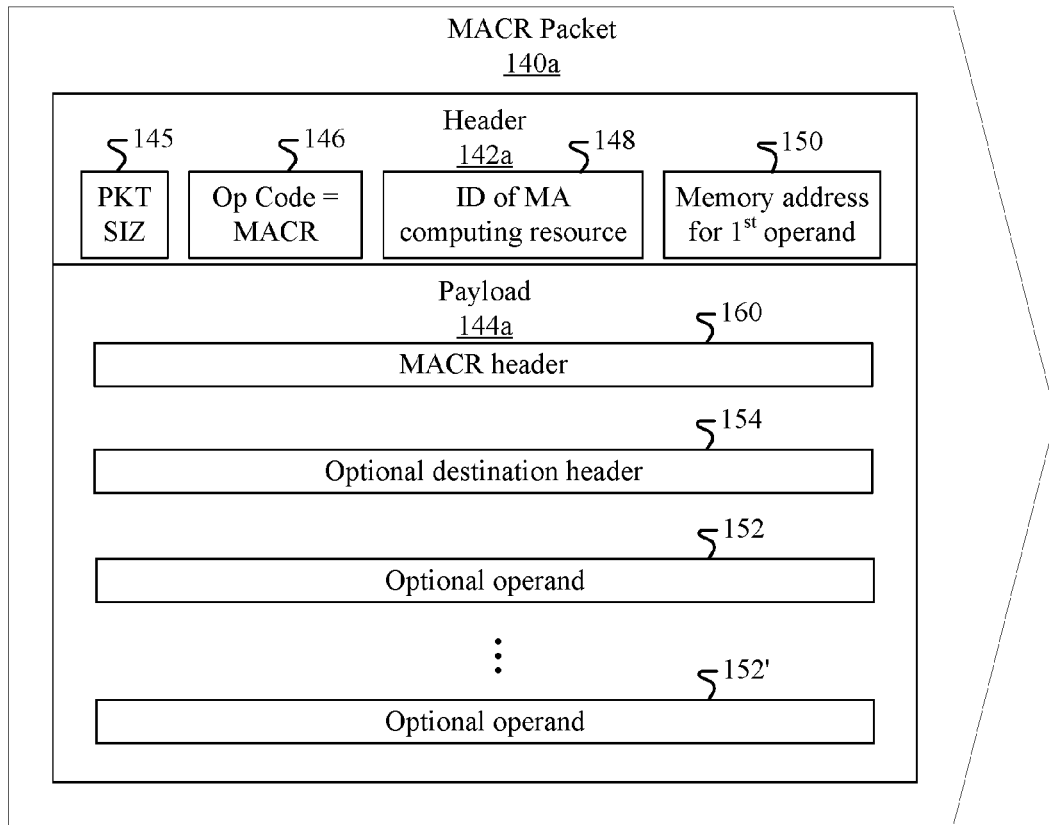 MACR Packet
140a
Header
142a
145
146
148
150
PKT
SIZ
Op Code =
MACR
ID of MA
computing resource
Memory address
for 1st operand
Payload
144a
160
MACR header
154
Optional destination header
152
Optional operand
152'
Optional operand